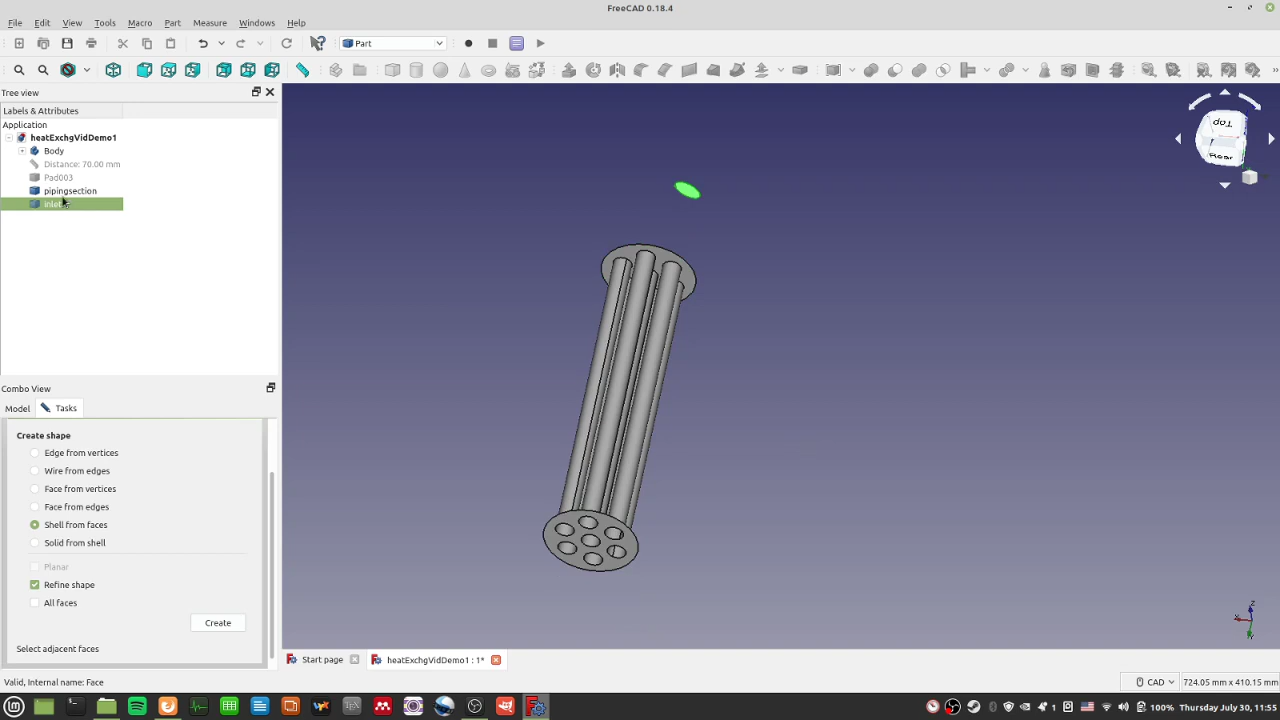 FreeCAD 0.18.4
File Edit View Tools Macro Part Measure Windows Help
Part
Tree view
Labels & Attributes
Application
heatExchgVidDemo1
Body
Distance: 70.00 mm
Pad003
pipingsection
inlet
Combo View
Model Tasks
Create shape
Edge from vertices
Wire from edges
Face from vertices
Face from edges
Shell from faces
Solid from shell
Planar
Refine shape
All faces
Create
Select adjacent faces
Top
Rear
Z
Start page heatExchgVidDemo1 : 1*
Valid, Internal name: Face CAD 724.05 mm x 410.15 mm
100% Thursday July 30, 11:55